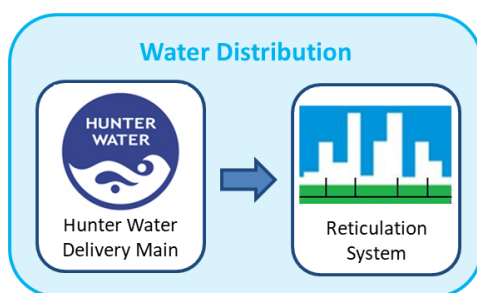 Water Distribution
HUNTER
WATER
Hunter Water
Delivery Main
Reticulation
System